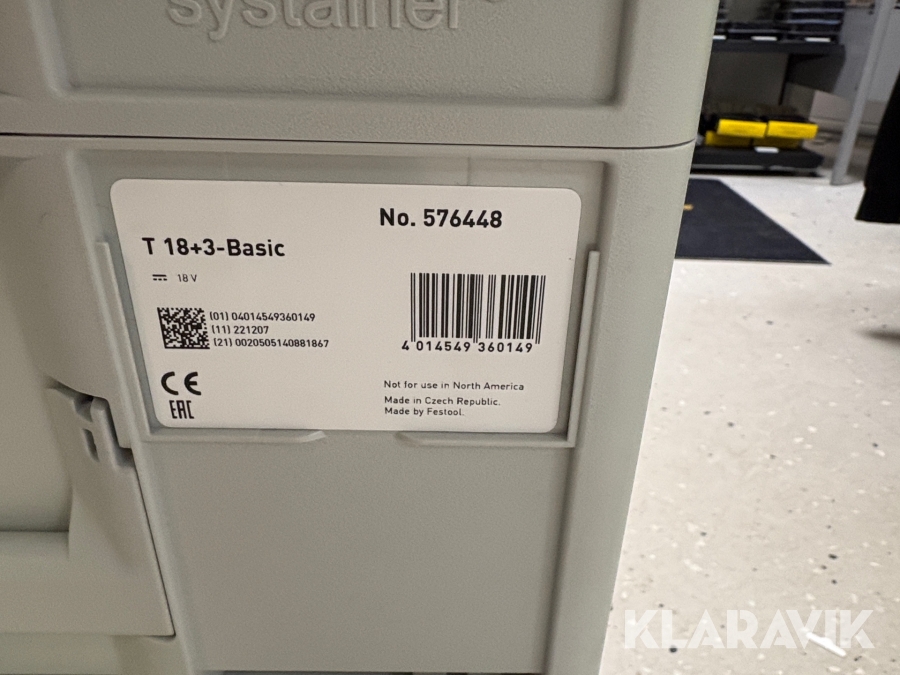 systainer
No. 576448
T 18+3-Basic
18 V
(01) 04014549360149
(11) 221207
(21) 0020505140881867
4 014549 360149
CE
EAC
Not for use in North America
Made in Czech Republic.
Made by Festool.
KLARAVIK